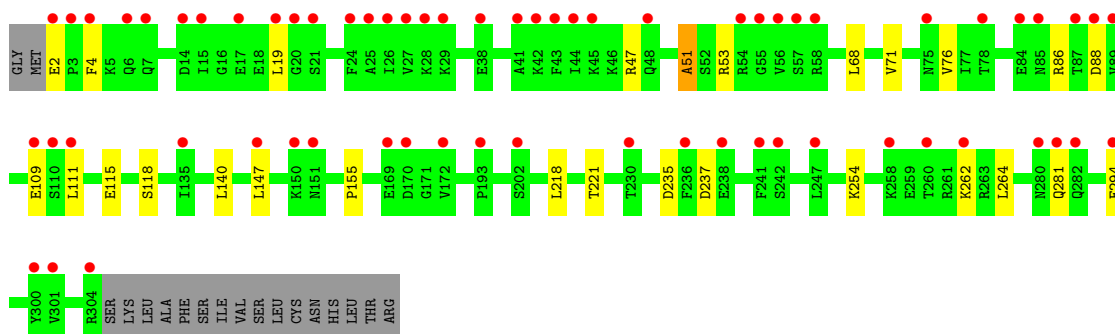 GLY MET E2 P3 F4 K5 Q6 Q7 D14 I15 G16 E17 E18 L19 G20 S21 F24 A25 I26 V27 K28 K29 E38 A41 K42 F43 I44 K45 K46 R47 Q48 A51 S52 R53 R54 G55 V56 S57 R58 L68 V71 N75 V76 I77 T78 E84 N85 R86 T87 D88 V89
E109 S110 L111 E115 S118 I135 L140 L147 K150 N151 P155 E169 D170 G171 V172 P193 S202 L218 T221 T230 D235 F236 D237 E238 F241 S242 L247 K254 K258 E259 T260 R261 K262 R263 L264 N280 Q281 Q282
Y300 V301 R304 SER LYS LEU ALA PHE SER ILE VAL SER LEU CYS ASN HIS LEU THR ARG